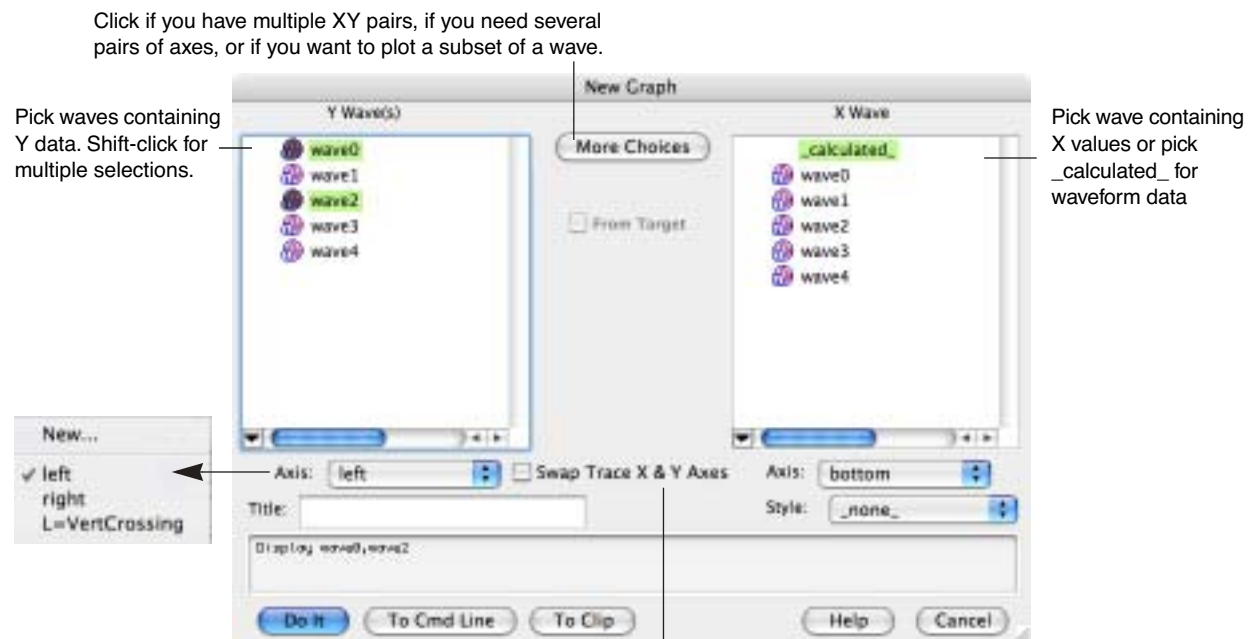 Click if you have multiple XY pairs, if you need several
pairs of axes, or if you want to plot a subset of a wave.
New Graph
Y Wave(s)
X Wave
Pick waves containing
Y data. Shift-click for
multiple selections.
wave0
wave1
wave2
wave3
wave4
More Choices
From Target
_calculated_
wave0
wave1
wave2
wave3
wave4
Pick wave containing
X values or pick
_calculated_ for
waveform data
New...
left
right
L=VertCrossing
Axis: left
Swap Trace X & Y Axes
Axis: bottom
Title:
Style: _none_
Display wave0,wave2
Do It
To Cmd Line
To Clip
Help
Cancel